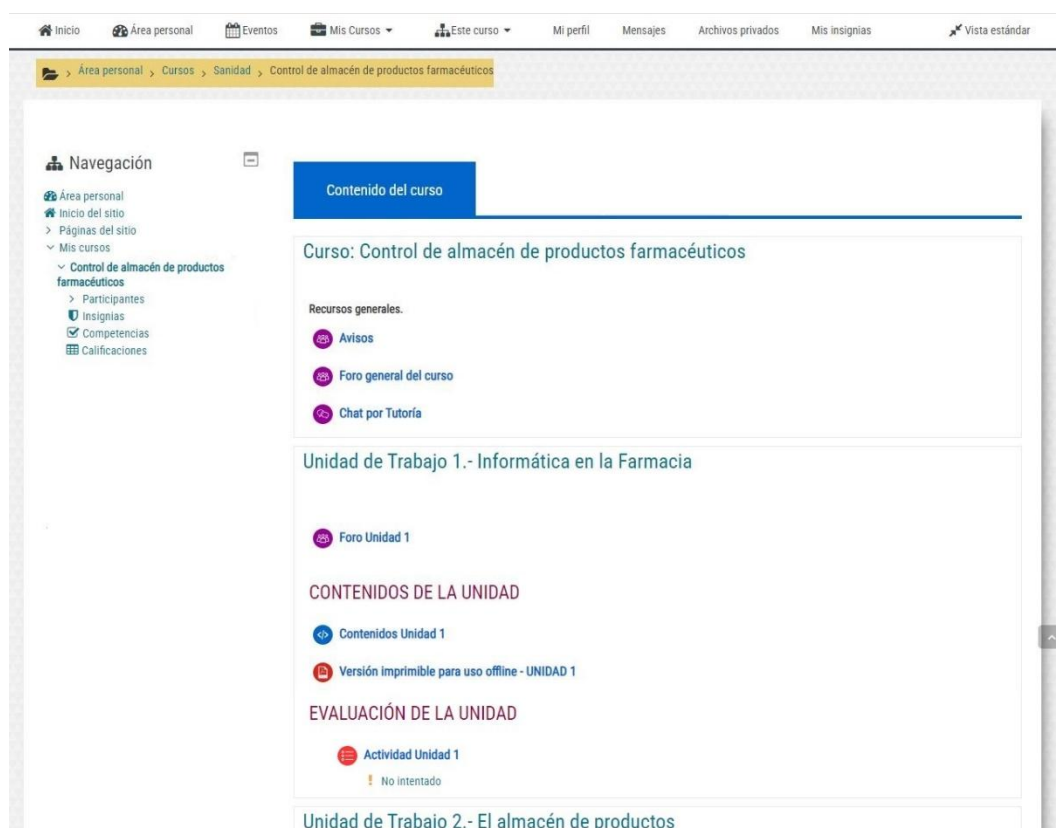 Inicio Área personal Eventos Mis Cursos Este curso Mi perfil Mensajes Archivos privados Mis insignias Vista estándar
Área personal > Cursos > Sanidad > Control de almacén de productos farmacéuticos
Navegación
Área personal
Inicio del sitio
Páginas del sitio
Mis cursos
Control de almacén de productos
farmacéuticos
Participantes
Insignias
Competencias
Calificaciones
Contenido del curso
Curso: Control de almacén de productos farmacéuticos
Recursos generales.
Avisos
Foro general del curso
Chat por Tutoría
Unidad de Trabajo 1.- Informática en la Farmacia
Foro Unidad 1
CONTENIDOS DE LA UNIDAD
Contenidos Unidad 1
Versión imprimible para uso offline - UNIDAD 1
EVALUACIÓN DE LA UNIDAD
Actividad Unidad 1
No intentado
Unidad de Trabajo 2.- El almacén de productos